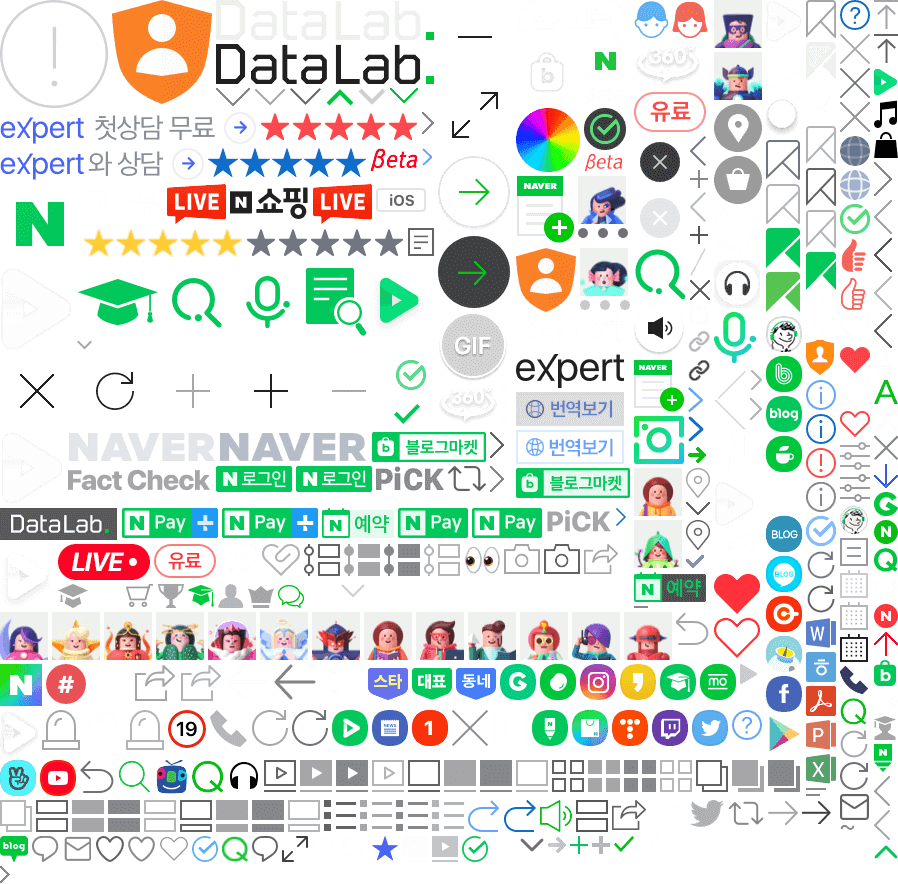 DataLab.
DataLab.
N
360°
expert 첫상담 무료
유료
expert와 상담
βeta
βeta
LIVE N 쇼핑 LIVE iOS
NAVER
N
GIF
expert
NAVER
360°
번역보기
blog
A
NAVER NAVER
블로그마켓
번역보기
Fact Check
N 로그인
N 로그인
PiCK
블로그마켓
DataLab.
N Pay +
N Pay +
N 예약
N Pay
N Pay
PiCK
BLOG
LIVE
유료
BLOG
N 예약
W
N
#
스타
대표
동네
G
mo
ㅎ
f
19
NEWS
1
P
X
blog